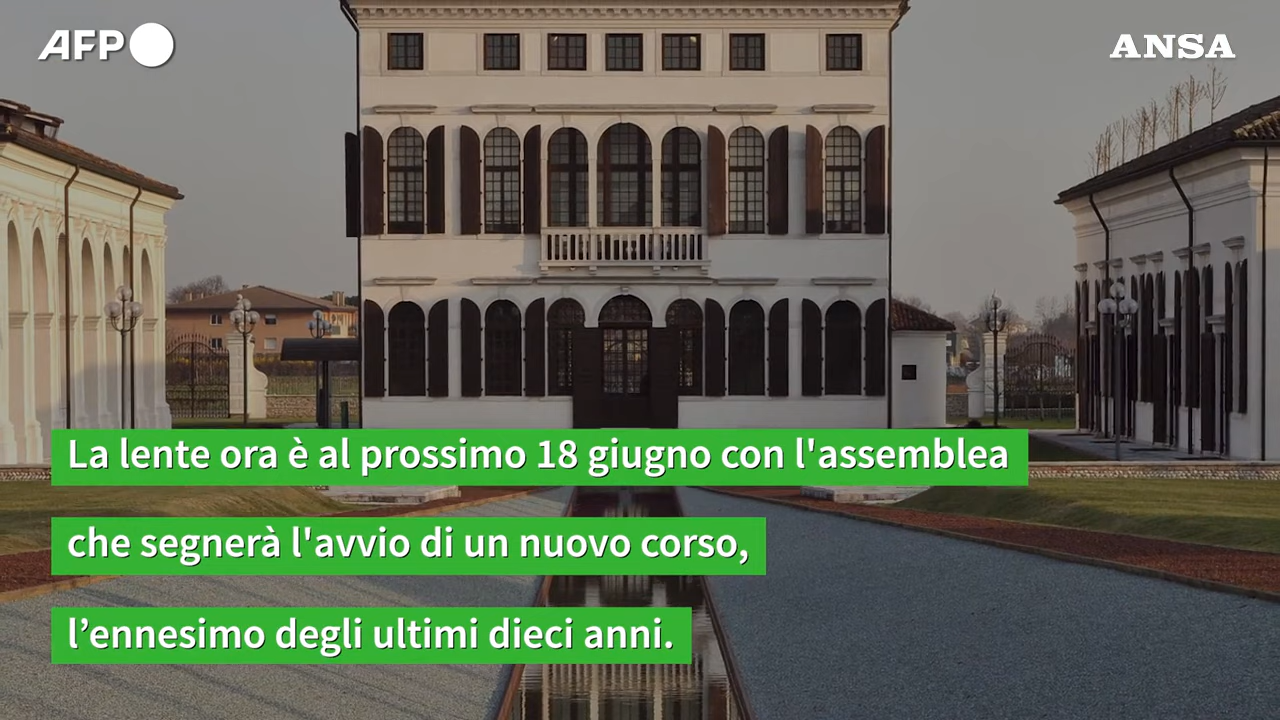 AFP
ANSA
La lente ora è al prossimo 18 giugno con l'assemblea
che segnerà l'avvio di un nuovo corso,
l’ennesimo degli ultimi dieci anni.